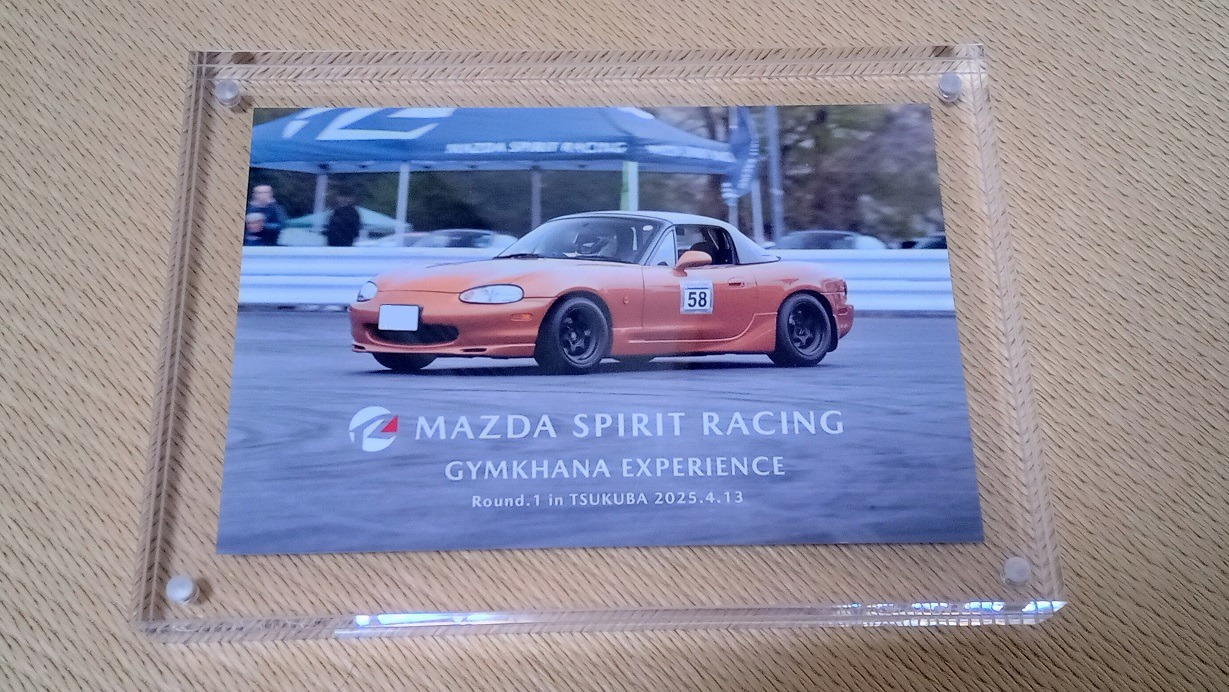 MAZDA SPIRIT RACING
58
MAZDA SPIRIT RACING
GYMKHANA EXPERIENCE
Round.1 in TSUKUBA 2025.4.13